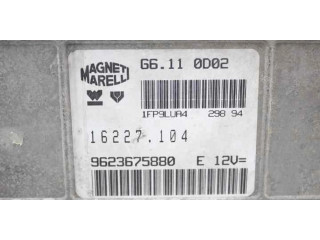 MAGNETI
MARELLI
G6.11 0D02
1FP9LUA4 298 94
16227.104
9623675880 E 12V=